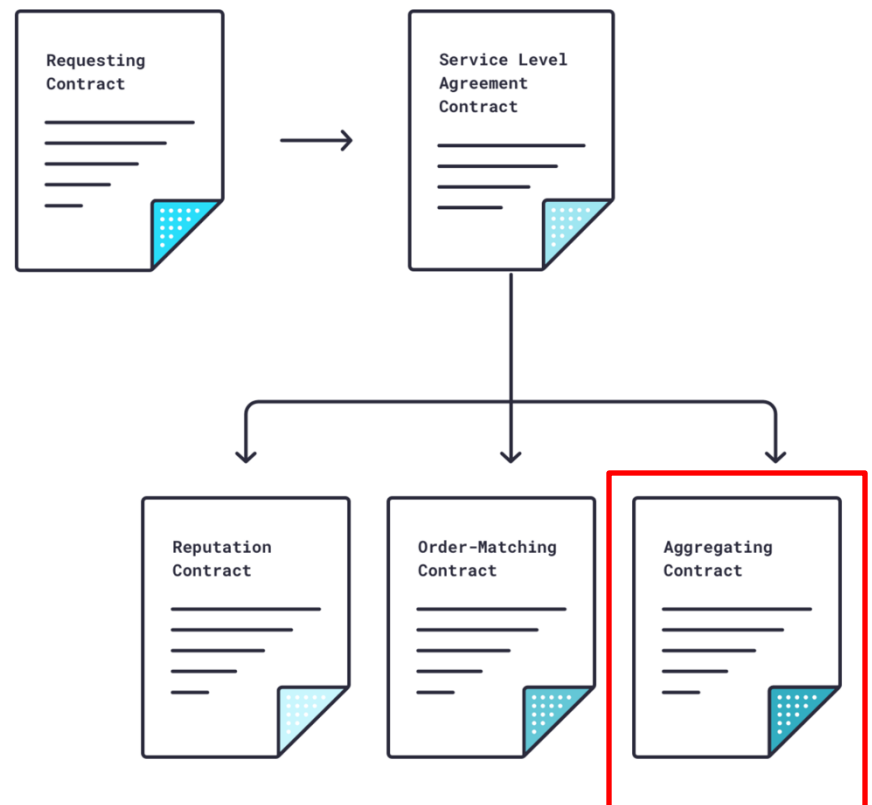 Requesting
Contract
Service Level
Agreement
Contract
Reputation
Contract
Order-Matching
Contract
Aggregating
Contract